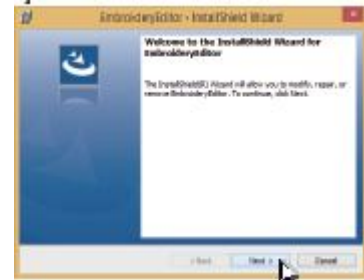 EmbroideryEditor - InstallShield Wizard
Welcome to the InstallShield Wizard for
EmbroideryEditor
The InstallShield(R) Wizard will allow you to modify, repair, or
remove EmbroideryEditor. To continue, click Next.
< Back
Next >
Cancel